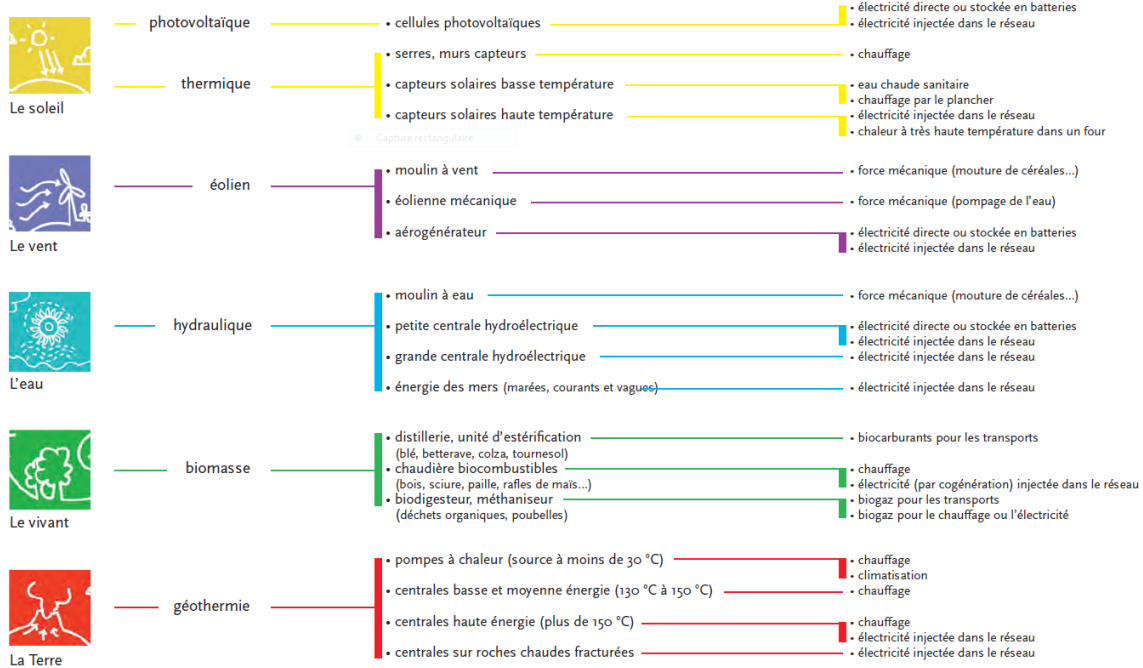 photovoltaïque
• cellules photovoltaïques
• électricité directe ou stockée en batteries
• électricité injectée dans le réseau
thermique
• serres, murs capteurs
• chauffage
• capteurs solaires basse température
• eau chaude sanitaire
• chauffage par le plancher
• capteurs solaires haute température
• électricité injectée dans le réseau
• chaleur à très haute température dans un four
Le soleil
Capture rectangulaire
éolien
• moulin à vent
• force mécanique (mouture de céréales...)
• éolienne mécanique
• force mécanique (pompage de l'eau)
• aérogénérateur
• électricité directe ou stockée en batteries
• électricité injectée dans le réseau
Le vent
hydraulique
• moulin à eau
• force mécanique (mouture de céréales...)
• petite centrale hydroélectrique
• électricité directe ou stockée en batteries
• électricité injectée dans le réseau
• grande centrale hydroélectrique
• électricité injectée dans le réseau
• énergie des mers (marées, courants et vagues)
• électricité injectée dans le réseau
L'eau
biomasse
• distillerie, unité d'estérification
(blé, betterave, colza, tournesol)
• biocarburants pour les transports
• chaudière biocombustibles
(bois, sciure, paille, rafles de maïs...)
• chauffage
• électricité (par cogénération) injectée dans le réseau
• biodigesteur, méthaniseur
(déchets organiques, poubelles)
• biogaz pour les transports
• biogaz pour le chauffage ou l'électricité
Le vivant
géothermie
• pompes à chaleur (source à moins de 30 °C)
• chauffage
• climatisation
• centrales basse et moyenne énergie (130 °C à 150 °C)
• chauffage
• centrales haute énergie (plus de 150 °C)
• chauffage
• électricité injectée dans le réseau
• centrales sur roches chaudes fracturées
• électricité injectée dans le réseau
La Terre